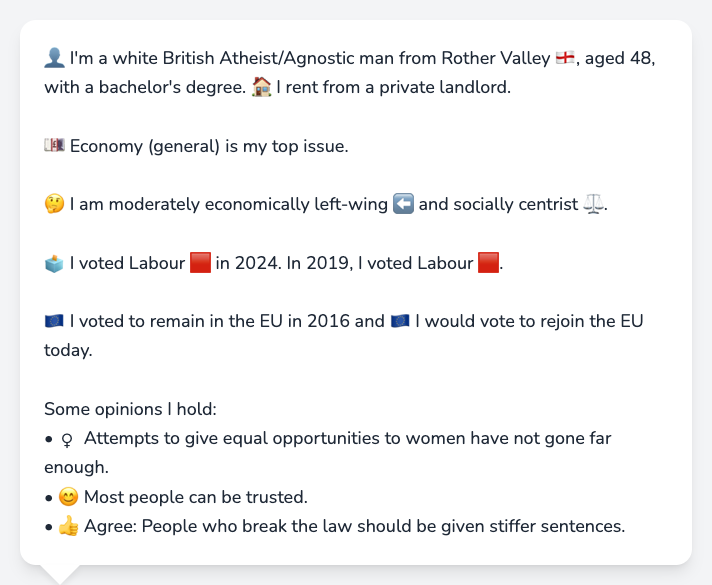 👤 I'm a white British Atheist/Agnostic man from Rother Valley 🏴󠁧󠁢󠁥󠁮󠁧󠁿, aged 48,
with a bachelor's degree. 🏠 I rent from a private landlord.
💷 Economy (general) is my top issue.
🤔 I am moderately economically left-wing ⬅️ and socially centrist ⚖️.
🗳️ I voted Labour 🟥 in 2024. In 2019, I voted Labour 🟥.
🇪🇺 I voted to remain in the EU in 2016 and 🇪🇺 I would vote to rejoin the EU
today.
Some opinions I hold:
• ♀ Attempts to give equal opportunities to women have not gone far
enough.
• 😊 Most people can be trusted.
• 👍 Agree: People who break the law should be given stiffer sentences.